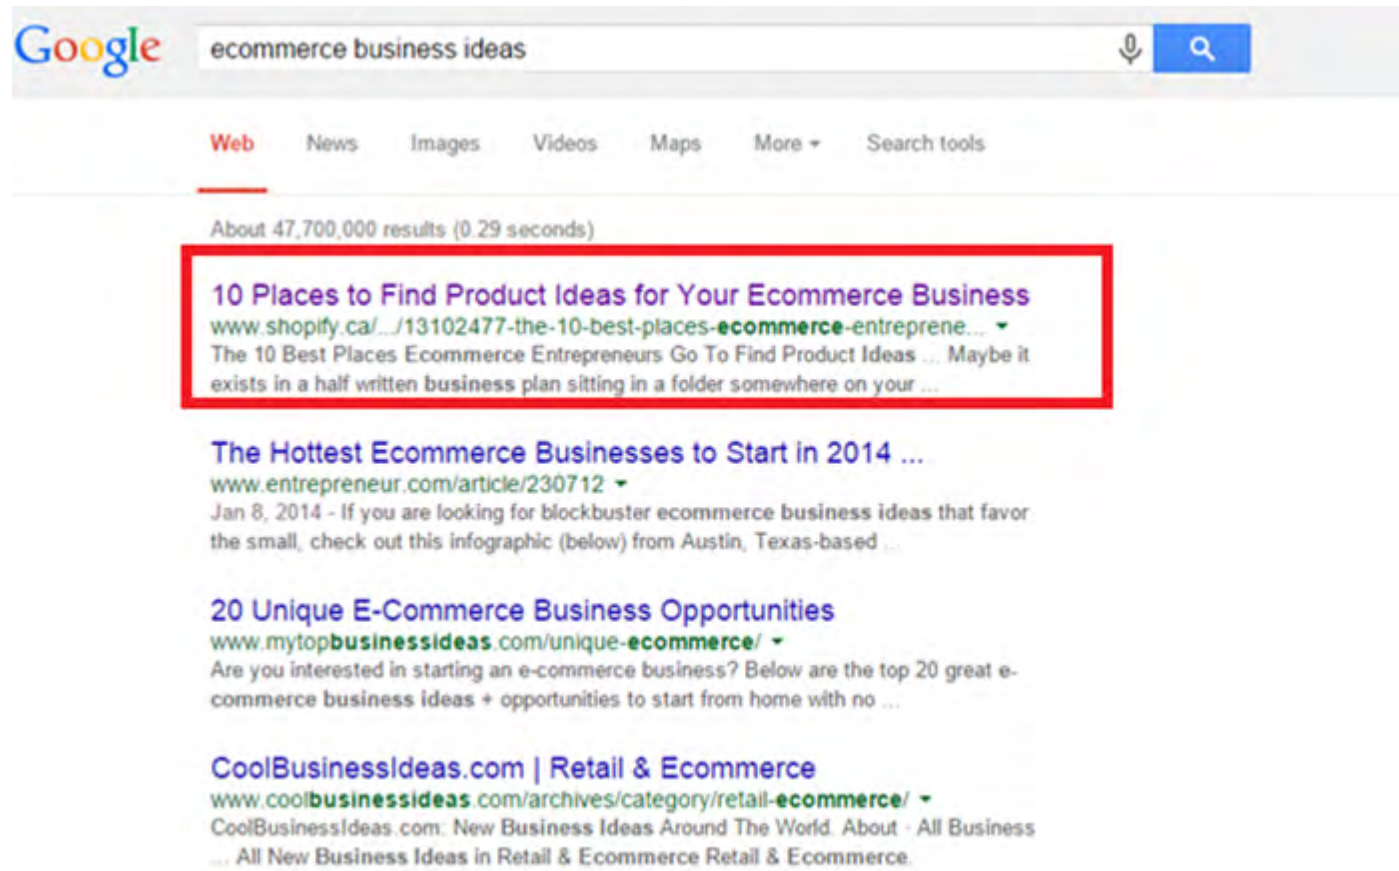 Google ecommerce business ideas
Web News Images Videos Maps More Search tools
About 47,700,000 results (0.29 seconds)
10 Places to Find Product Ideas for Your Ecommerce Business
www.shopify.ca/.../13102477-the-10-best-places-ecommerce-entreprene...
The 10 Best Places Ecommerce Entrepreneurs Go To Find Product Ideas ... Maybe it
exists in a half written business plan sitting in a folder somewhere on your ...
The Hottest Ecommerce Businesses to Start in 2014 ...
www.entrepreneur.com/article/230712
Jan 8, 2014 - If you are looking for blockbuster ecommerce business ideas that favor
the small, check out this infographic (below) from Austin, Texas-based ...
20 Unique E-Commerce Business Opportunities
www.mytopbusinessideas.com/unique-ecommerce/
Are you interested in starting an e-commerce business? Below are the top 20 great e-
commerce business ideas + opportunities to start from home with no ...
CoolBusinessIdeas.com | Retail & Ecommerce
www.coolbusinessideas.com/archives/category/retail-ecommerce/
CoolBusinessIdeas.com: New Business Ideas Around The World. About · All Business
... All New Business Ideas in Retail & Ecommerce Retail & Ecommerce.